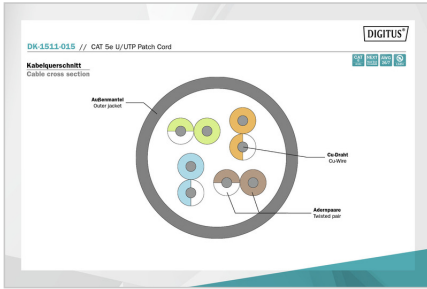 DIGITUS®
DK-1511-015 // CAT 5e U/UTP Patch Cord
Kabelquerschnitt
Cable cross section
Außenmantel
Outer jacket
Cu-Draht
Cu-Wire
Aderspaare
Twisted pair